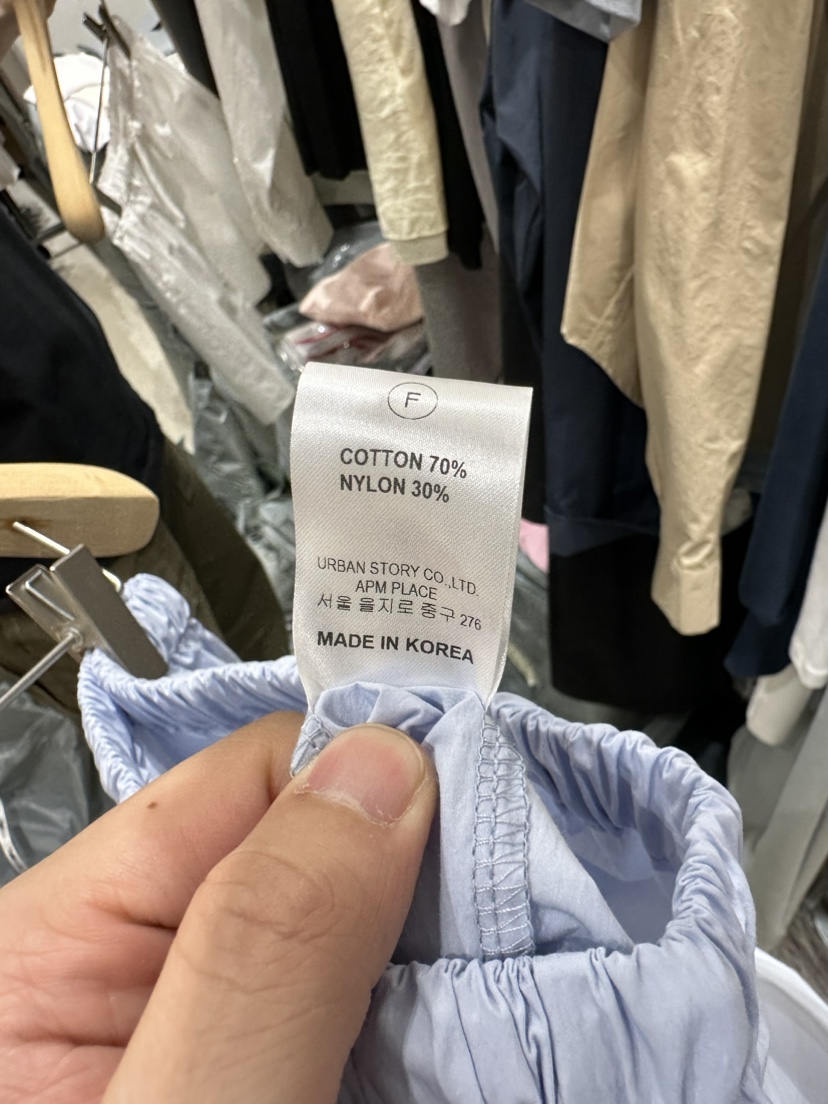 F
COTTON 70%
NYLON 30%
URBAN STORY CO.,LTD.
APM PLACE
서울 을지로 중구 276
MADE IN KOREA